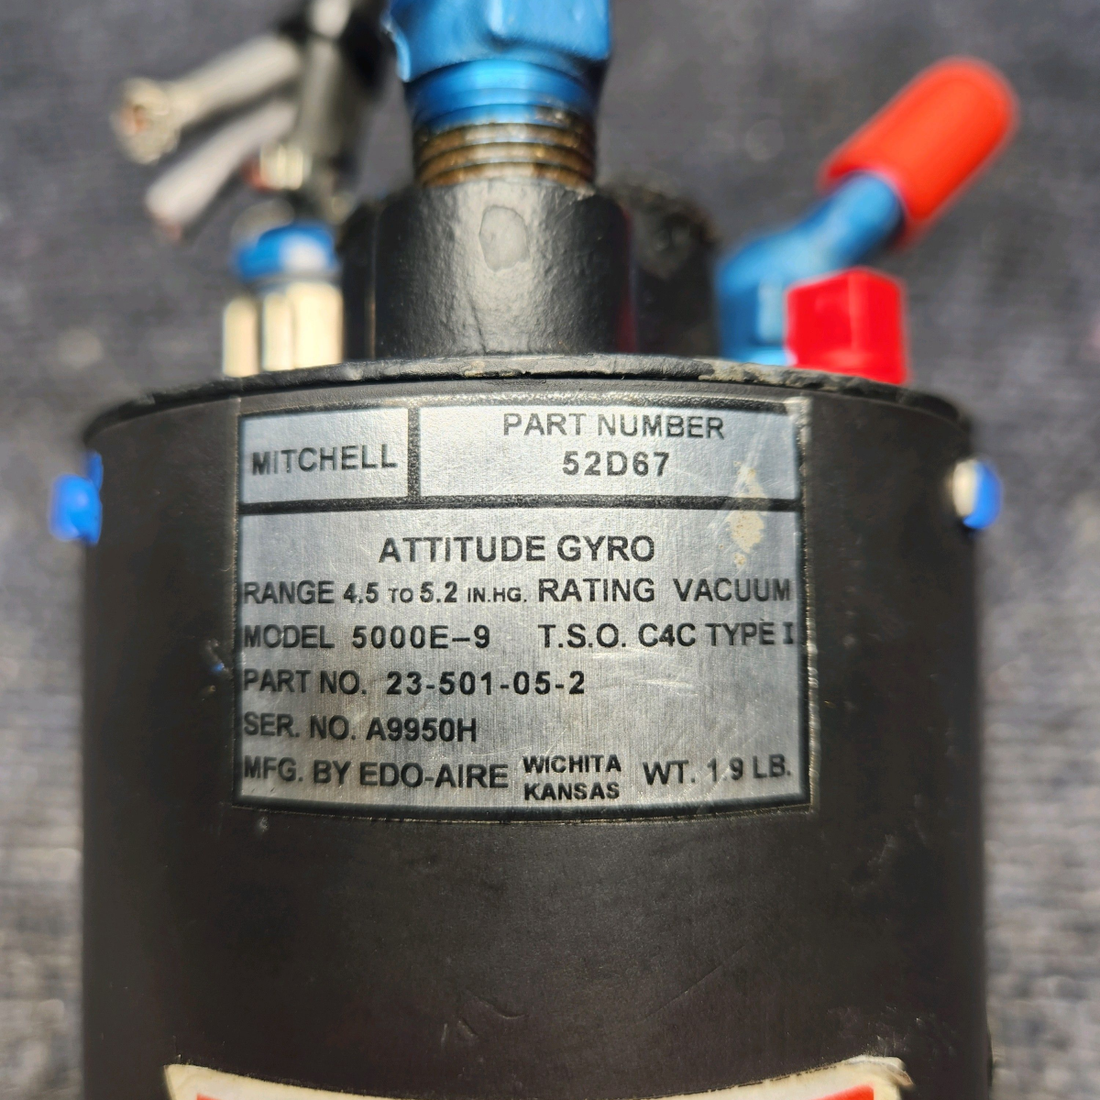 MITCHELL
PART NUMBER
52D67
ATTITUDE GYRO
RANGE 4.5 TO 5.2 IN.HG. RATING VACUUM
MODEL 5000E-9 T.S.O. C4C TYPE I
PART NO. 23-501-05-2
SER. NO. A9950H
MFG. BY EDO-AIRE WICHITA KANSAS WT. 1.9 LB.